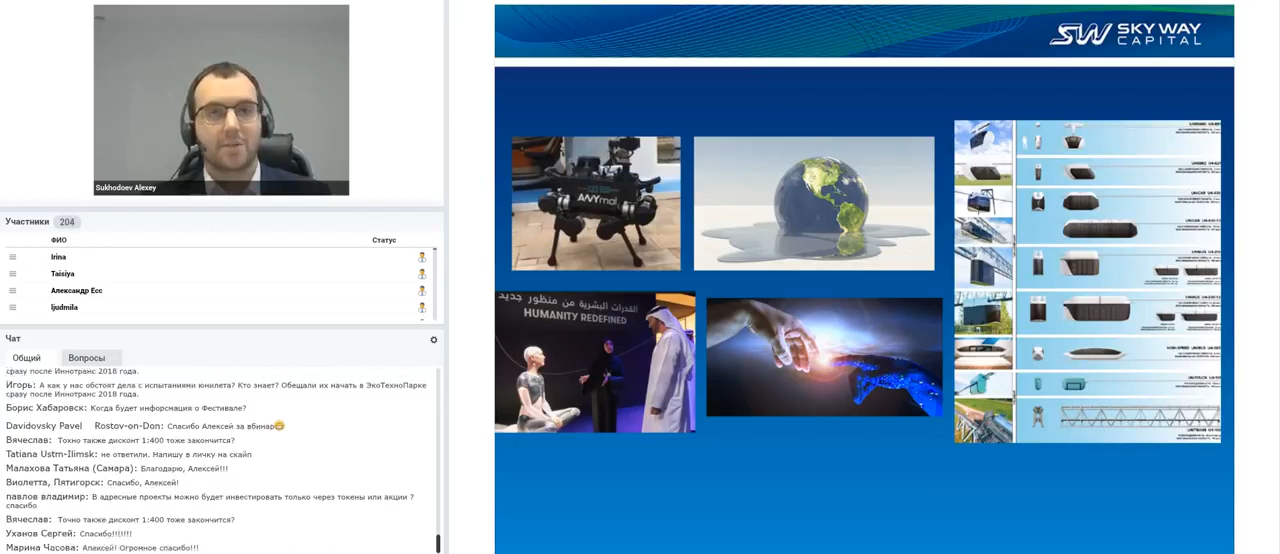 SW SKY WAY
CAPITAL
Sukhodoev Alexey
Участники 204
ФИО Статус
Irina
Taisiya
Александр Есс
ljudmila
Чат
Общий Вопросы
сразу после Иннотранс 2018 года.
Игорь: А как у нас обстоят дела с испытаниями юнилета? Кто знает? Обещали их начать в ЭкоТехноПарке
сразу после Иннотранс 2018 года.
Борис Хабаровск: Когда будет инфорсмация о Фестивале?
Davidovsky Pavel Rostov-on-Don: Спасибо Алексей за вбинар
Вячеслав: Тохно также дисконт 1:400 тоже закончится?
Tatiana Ustm-Ilimsk: не ответили. Напишу в личку на скайп
Малахова Татьяна (Самара): Благодарю, Алексей!!!
Виолетта, Пятигорск: Спасибо, Алексей!
павлов владимир: В адресные проекты можно будет инвестировать только через токены или акции ?
спасибо
Вячеслав: Точно также дисконт 1:400 тоже закончится?
Уханов Сергей: Спасибо!!!!!!!
Марина Часова: Алексей! Огромное спасибо!!!
ANYmal
القدرات البشرية من منظور جديد
HUMANITY REDEFINED